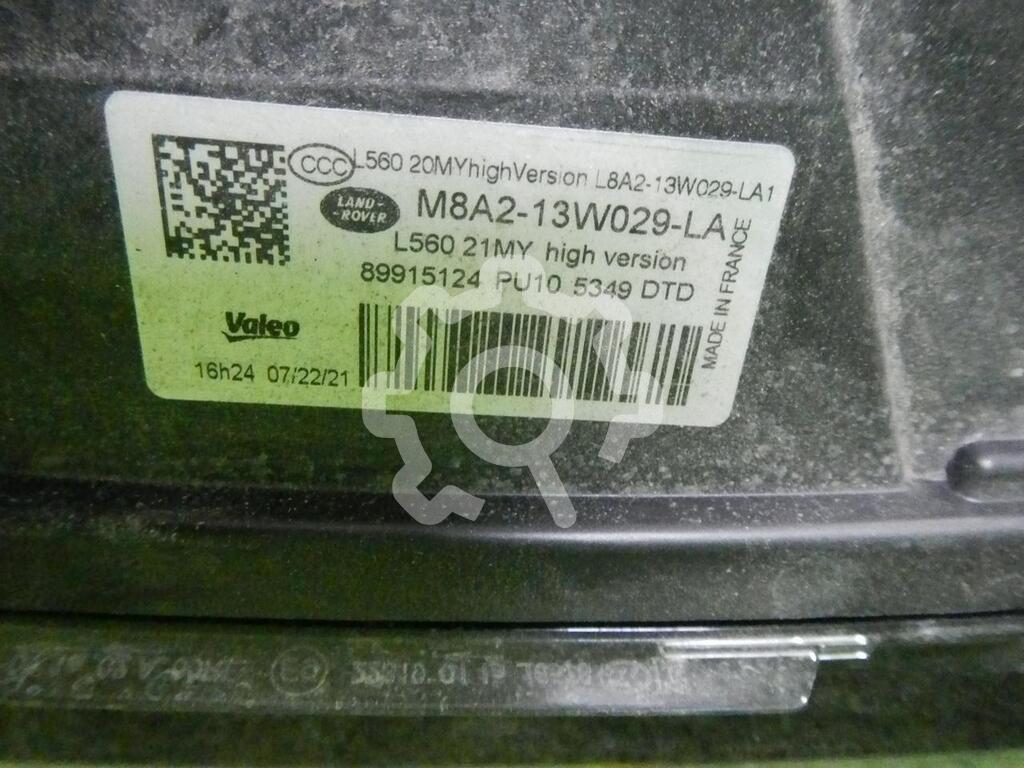 CCC L560 20MYhighVersion L8A2-13W029-LA1
LAND-
ROVER
M8A2-13W029-LA
L560 21MY high version
89915124 PU10 5349 DTD
Valeo
16h24 07/22/21
MADE IN FRANCE